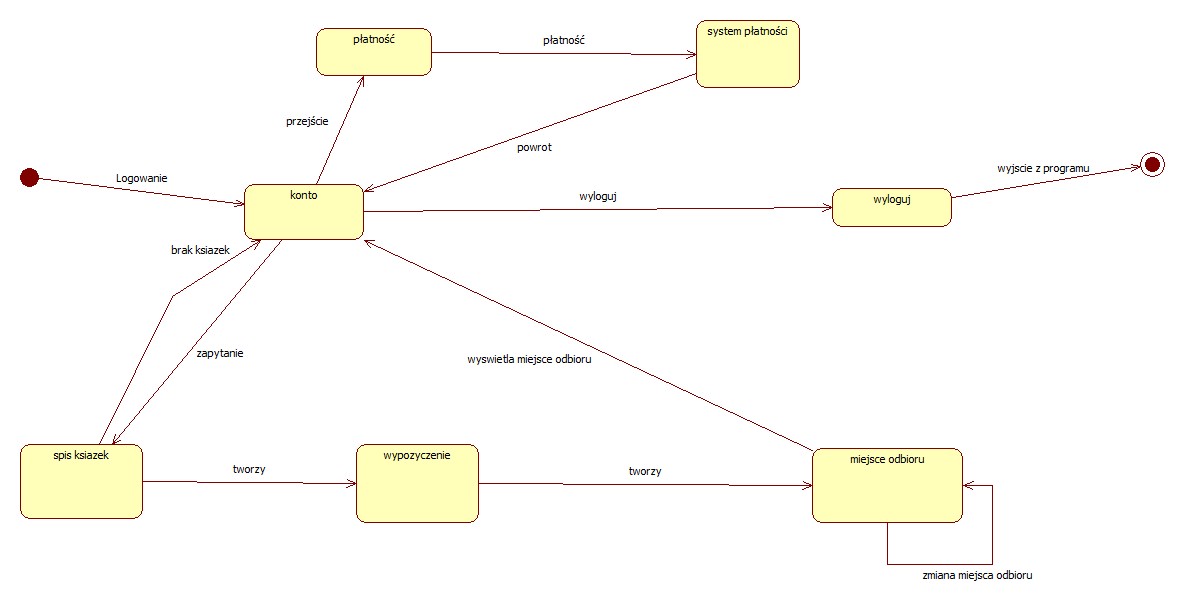 płatność
płatność
system płatności
przejście
powrot
Logowanie
konto
wyloguj
wyloguj
wyjscie z programu
brak ksiazek
zapytanie
wyswietla miejsce odbioru
spis ksiazek
tworzy
wypozyczenie
tworzy
miejsce odbioru
zmiana miejsca odbioru